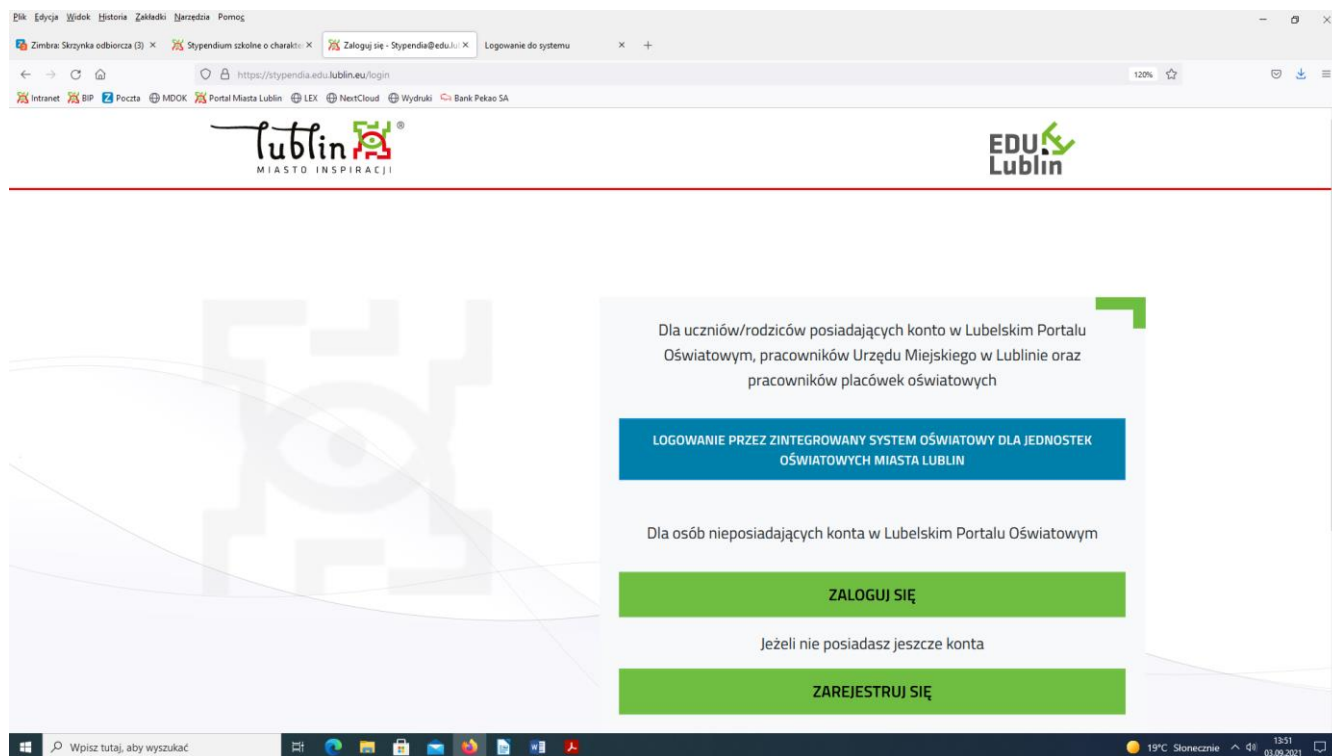 Plik Edycja Widok Historia Zakładki Narzędzia Pomoc
Zimbra: Skrzynka odbiorcza (3) × Stypendium szkolne o charakte × Zaloguj się - Stypendia@edu.lu × Logowanie do systemu × +
https://stypendia.edu.lublin.eu/login 120%
Intranet BIP Poczta MDOK Portal Miasta Lublin LEX NextCloud Wydruki Bank Pekao SA
lublin ®
MIASTO INSPIRACJI
EDU
Lublin
Dla uczniów/rodziców posiadających konto w Lubelskim Portalu
Oświatowym, pracowników Urzędu Miejskiego w Lublinie oraz
pracowników placówek oświatowych
LOGOWANIE PRZEZ ZINTEGROWANY SYSTEM OŚWIATOWY DLA JEDNOSTEK
OŚWIATOWYCH MIASTA LUBLIN
Dla osób nieposiadających konta w Lubelskim Portalu Oświatowym
ZALOGUJ SIĘ
Jeżeli nie posiadasz jeszcze konta
ZAREJESTRUJ SIĘ
Wpisz tutaj, aby wyszukać
19°C Słonecznie
13:51
03.09.2021